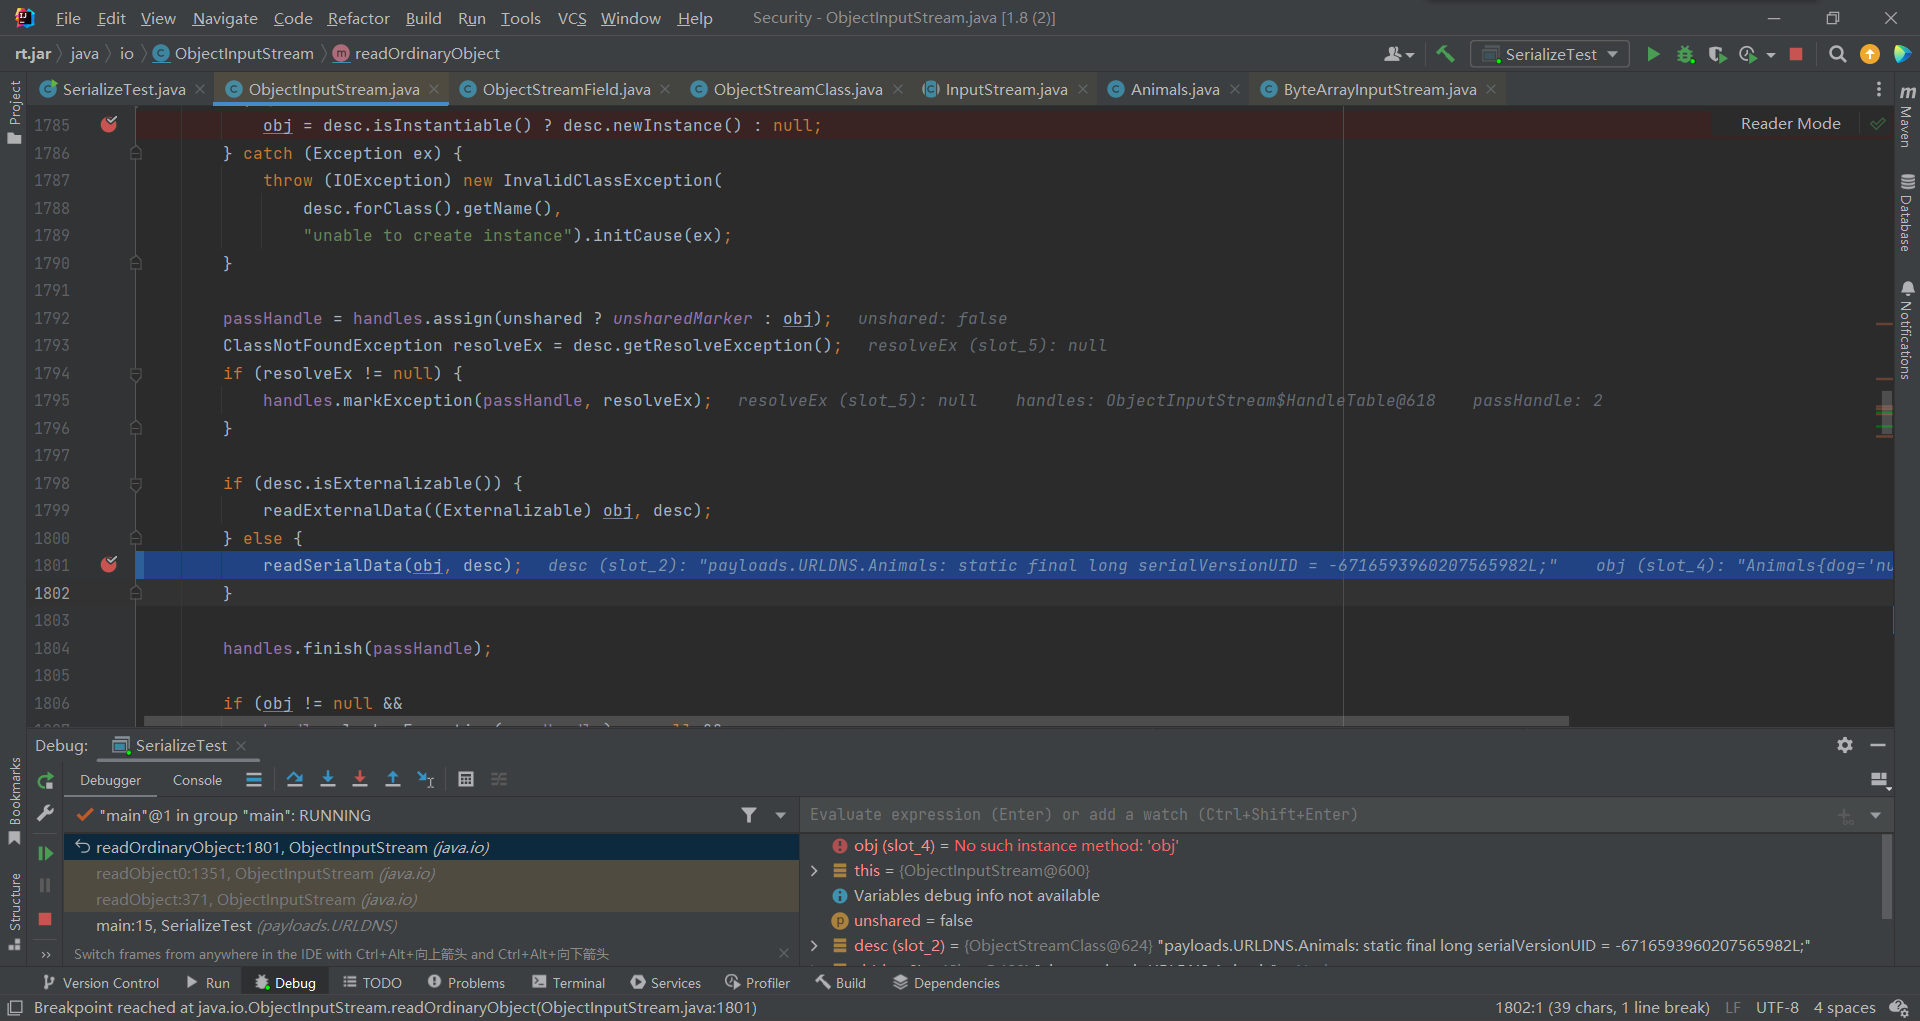 File Edit View Navigate Code Refactor Build Run Tools VCS Window Help Security - ObjectInputStream.java [1.8 (2)]
rt.jar java io ObjectInputStream readOrdinaryObject SerializeTest
SerializeTest.java ObjectInputStream.java ObjectStreamField.java ObjectStreamClass.java InputStream.java Animals.java ByteArrayInputStream.java
Project
Reader Mode
Maven
Database
Notifications
1785 obj = desc.isInstantiable() ? desc.newInstance() : null;
1786 } catch (Exception ex) {
1787 throw (IOException) new InvalidClassException(
1788 desc.forClass().getName(),
1789 "unable to create instance").initCause(ex);
1790 }
1791
1792 passHandle = handles.assign(unshared ? unsharedMarker : obj); unshared: false
1793 ClassNotFoundException resolveEx = desc.getResolveException(); resolveEx (slot_5): null
1794 if (resolveEx != null) {
1795 handles.markException(passHandle, resolveEx); resolveEx (slot_5): null handles: ObjectInputStream$HandleTable@618 passHandle: 2
1796 }
1797
1798 if (desc.isExternalizable()) {
1799 readExternalData((Externalizable) obj, desc);
1800 } else {
1801 readSerialData(obj, desc); desc (slot_2): "payloads.URLDNS.Animals: static final long serialVersionUID = -6716593960207565982L;" obj (slot_4): "Animals{dog='nu
1802 }
1803
1804 handles.finish(passHandle);
1805
1806 if (obj != null &&
Debug: SerializeTest
Debugger Console
"main"@1 in group "main": RUNNING
readOrdinaryObject:1801, ObjectInputStream (java.io)
readObject0:1351, ObjectInputStream (java.io)
readObject:371, ObjectInputStream (java.io)
main:15, SerializeTest (payloads.URLDNS)
Switch frames from anywhere in the IDE with Ctrl+Alt+向上箭头 and Ctrl+Alt+向下箭头
Evaluate expression (Enter) or add a watch (Ctrl+Shift+Enter)
obj (slot_4) = No such instance method: 'obj'
this = {ObjectInputStream@600}
Variables debug info not available
unshared = false
desc (slot_2) = {ObjectStreamClass@624} "payloads.URLDNS.Animals: static final long serialVersionUID = -6716593960207565982L;"
Bookmarks
Structure
Version Control Run Debug TODO Problems Terminal Services Profiler Build Dependencies
Breakpoint reached at java.io.ObjectInputStream.readOrdinaryObject(ObjectInputStream.java:1801) 1802:1 (39 chars, 1 line break) LF UTF-8 4 spaces